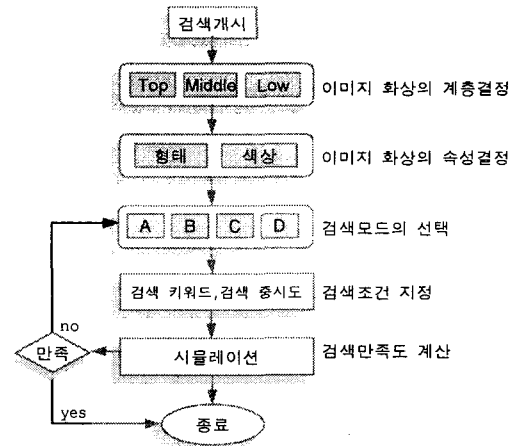 검색개시
Top Middle Low 이미지 화상의 계층결정
형태 색상 이미지 화상의 속성결정
A B C D 검색모드의 선택
검색 키워드,검색 중시도 검색조건 지정
no
만족 시뮬레이션 검색만족도 계산
yes
종료